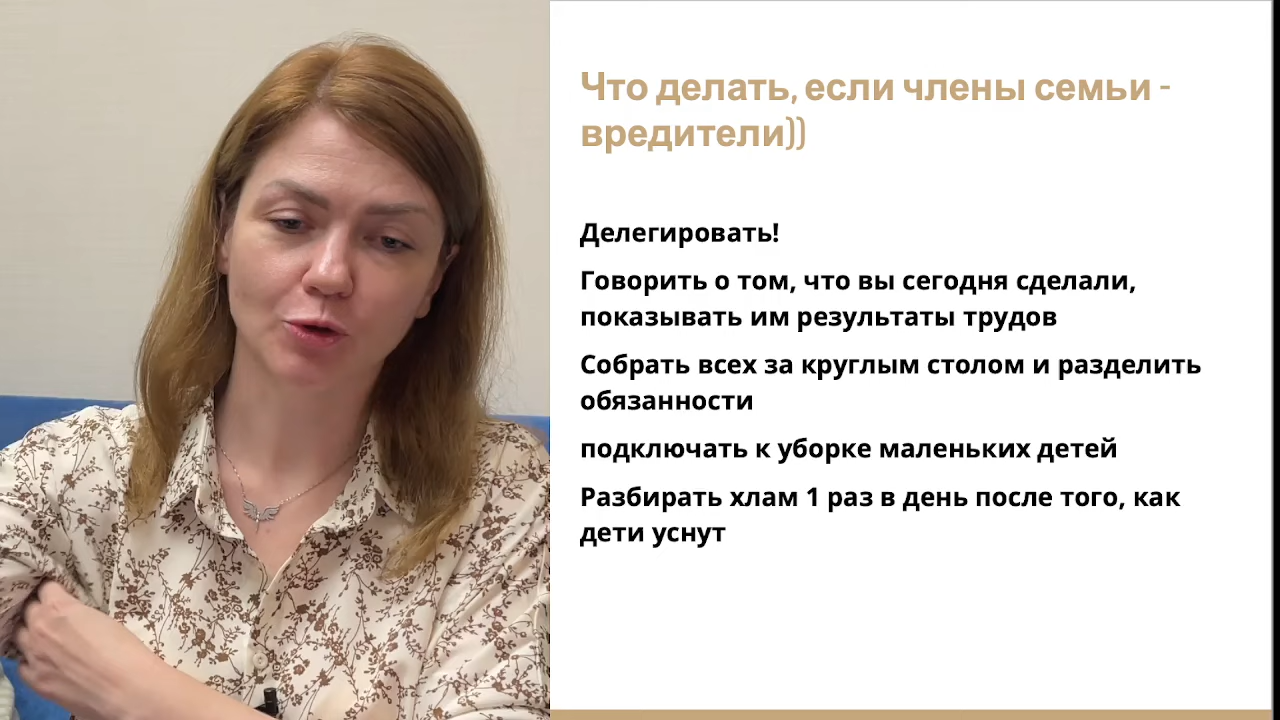 Что делать, если члены семьи -
вредители))
Делегировать!
Говорить о том, что вы сегодня сделали,
показывать им результаты трудов
Собрать всех за круглым столом и разделить
обязанности
подключать к уборке маленьких детей
Разбирать хлам 1 раз в день после того, как
дети уснут